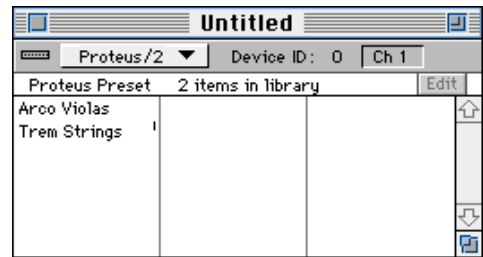 Untitled
Proteus/2 Device ID: 0 Ch 1
Proteus Preset 2 items in library Edit
Arco Violas
Trem Strings